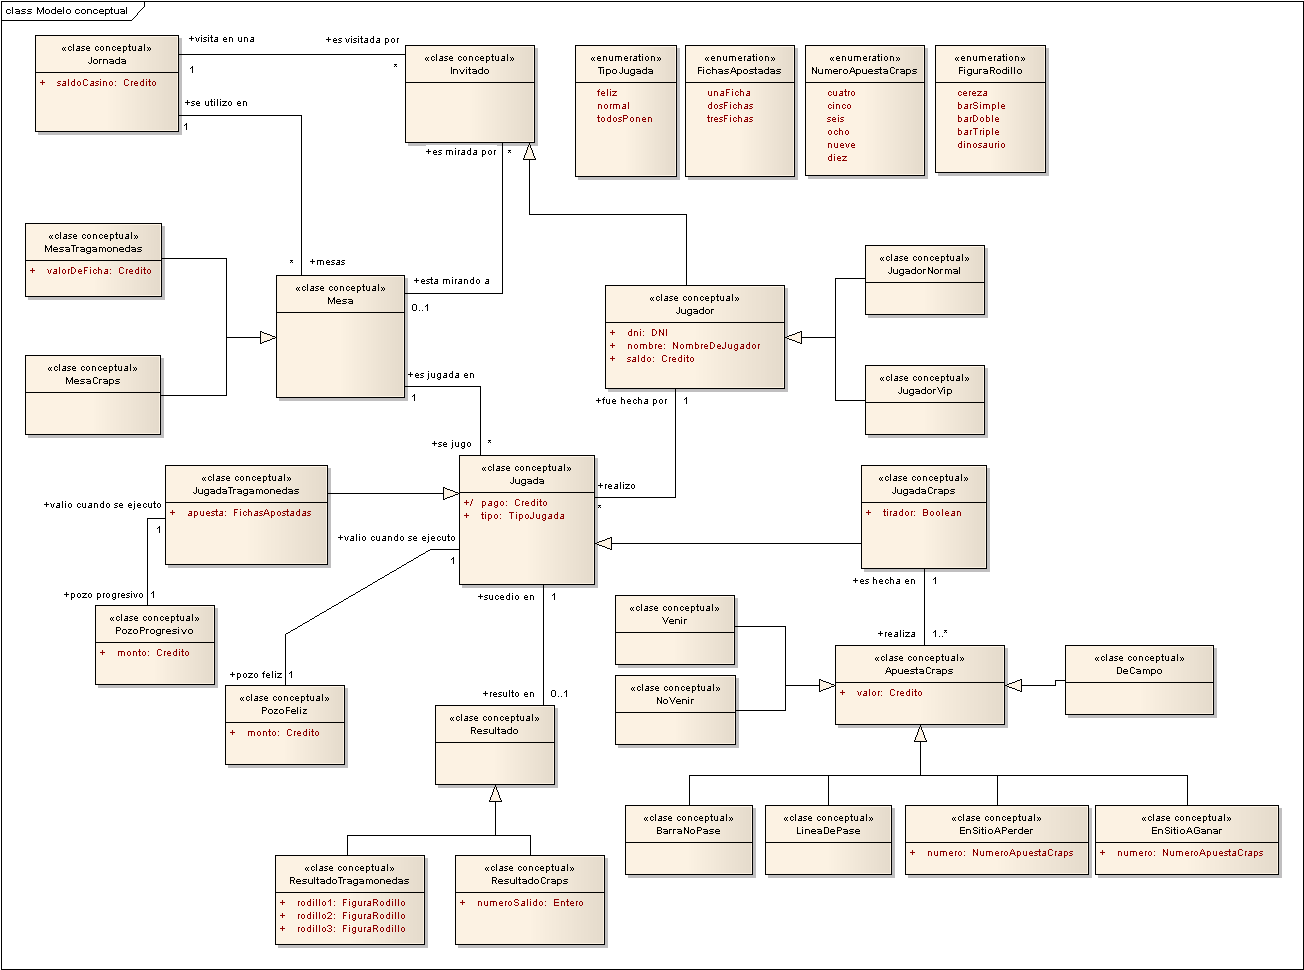 class Modelo conceptual
«clase conceptual»
Jornada
+ saldoCasino: Credito
+visita en una
1
+es visitada por
*
«clase conceptual»
Invitado
«enumeration»
TipoJugada
feliz
normal
todosPonen
«enumeration»
FichasApostadas
unaFicha
dosFichas
tresFichas
«enumeration»
NumeroApuestaCraps
cuatro
cinco
seis
ocho
nueve
diez
«enumeration»
FiguraRodillo
cereza
barSimple
barDoble
barTriple
dinosaurio
+se utilizo en
1
+es mirada por
*
«clase conceptual»
MesaTragamonedas
+ valorDeFicha: Credito
*
+mesas
+esta mirando a
0..1
«clase conceptual»
Mesa
«clase conceptual»
MesaCraps
«clase conceptual»
Jugador
+ dni: DNI
+ nombre: NombreDeJugador
+ saldo: Credito
«clase conceptual»
JugadorNormal
«clase conceptual»
JugadorVip
+es jugada en
1
+fue hecha por
1
+se jugo
*
«clase conceptual»
JugadaTragamonedas
+ apuesta: FichasApostadas
«clase conceptual»
Jugada
+/ pago: Credito
+ tipo: TipoJugada
+realizo
*
«clase conceptual»
JugadaCraps
+ tirador: Boolean
+valio cuando se ejecuto
1
+valio cuando se ejecuto
1
+pozo progresivo
1
«clase conceptual»
PozoProgresivo
+ monto: Credito
+sucedio en
1
+es hecha en
1
«clase conceptual»
Venir
+realiza
1..*
«clase conceptual»
ApuestaCraps
+ valor: Credito
«clase conceptual»
DeCampo
+pozo feliz
1
«clase conceptual»
PozoFeliz
+ monto: Credito
«clase conceptual»
NoVenir
+resulto en
0..1
«clase conceptual»
Resultado
«clase conceptual»
BarraNoPase
«clase conceptual»
LineaDePase
«clase conceptual»
EnSitioAPerder
+ numero: NumeroApuestaCraps
«clase conceptual»
EnSitioAGanar
+ numero: NumeroApuestaCraps
«clase conceptual»
ResultadoTragamonedas
+ rodillo1: FiguraRodillo
+ rodillo2: FiguraRodillo
+ rodillo3: FiguraRodillo
«clase conceptual»
ResultadoCraps
+ numeroSalido: Entero